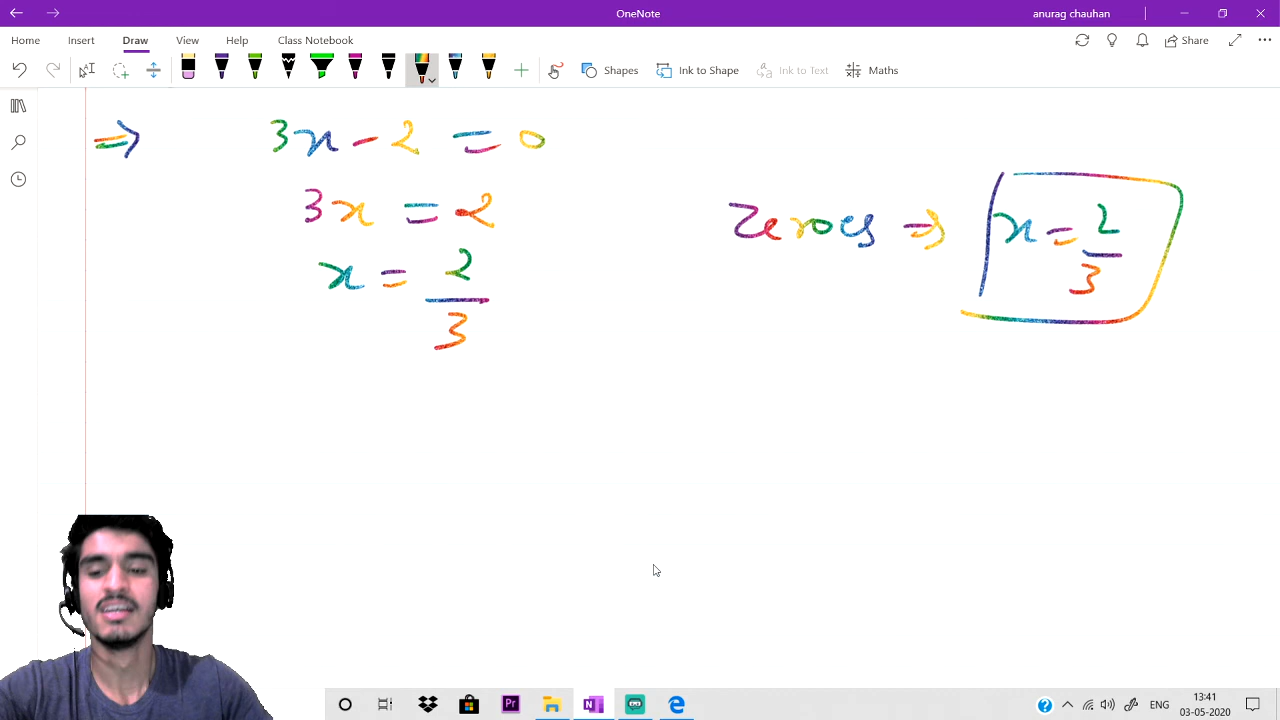 OneNote
anurag chauhan
Home Insert Draw View Help Class Notebook
Share
Shapes Ink to Shape Ink to Text Maths
⇒ 3x - 2 = 0
3x = 2
x = 2/3
Zeroes ⇒ x = 2/3
ENG
13:41
03-05-2020